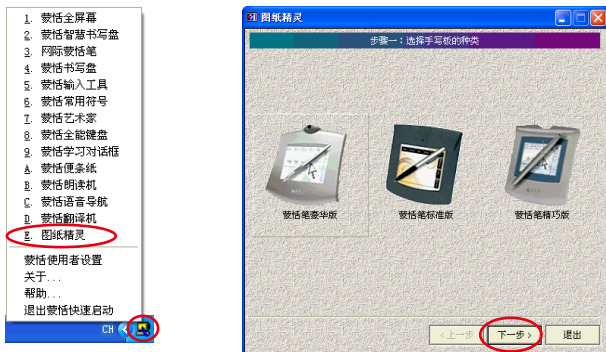 1. 蒙恬全屏幕
2. 蒙恬智慧书写盘
3. 网际蒙恬笔
4. 蒙恬书写盘
5. 蒙恬输入工具
6. 蒙恬常用符号
7. 蒙恬艺术家
8. 蒙恬全能键盘
9. 蒙恬学习对话框
A. 蒙恬便条纸
B. 蒙恬朗读机
C. 蒙恬语音导航
D. 蒙恬翻译机
E. 图纸精灵
蒙恬使用者设置
关于...
帮助...
退出蒙恬快速启动
CH
图纸精灵
步骤一：选择手写板的种类
蒙恬笔豪华版
蒙恬笔标准版
蒙恬笔精巧版
<上一步
下一步>
退出